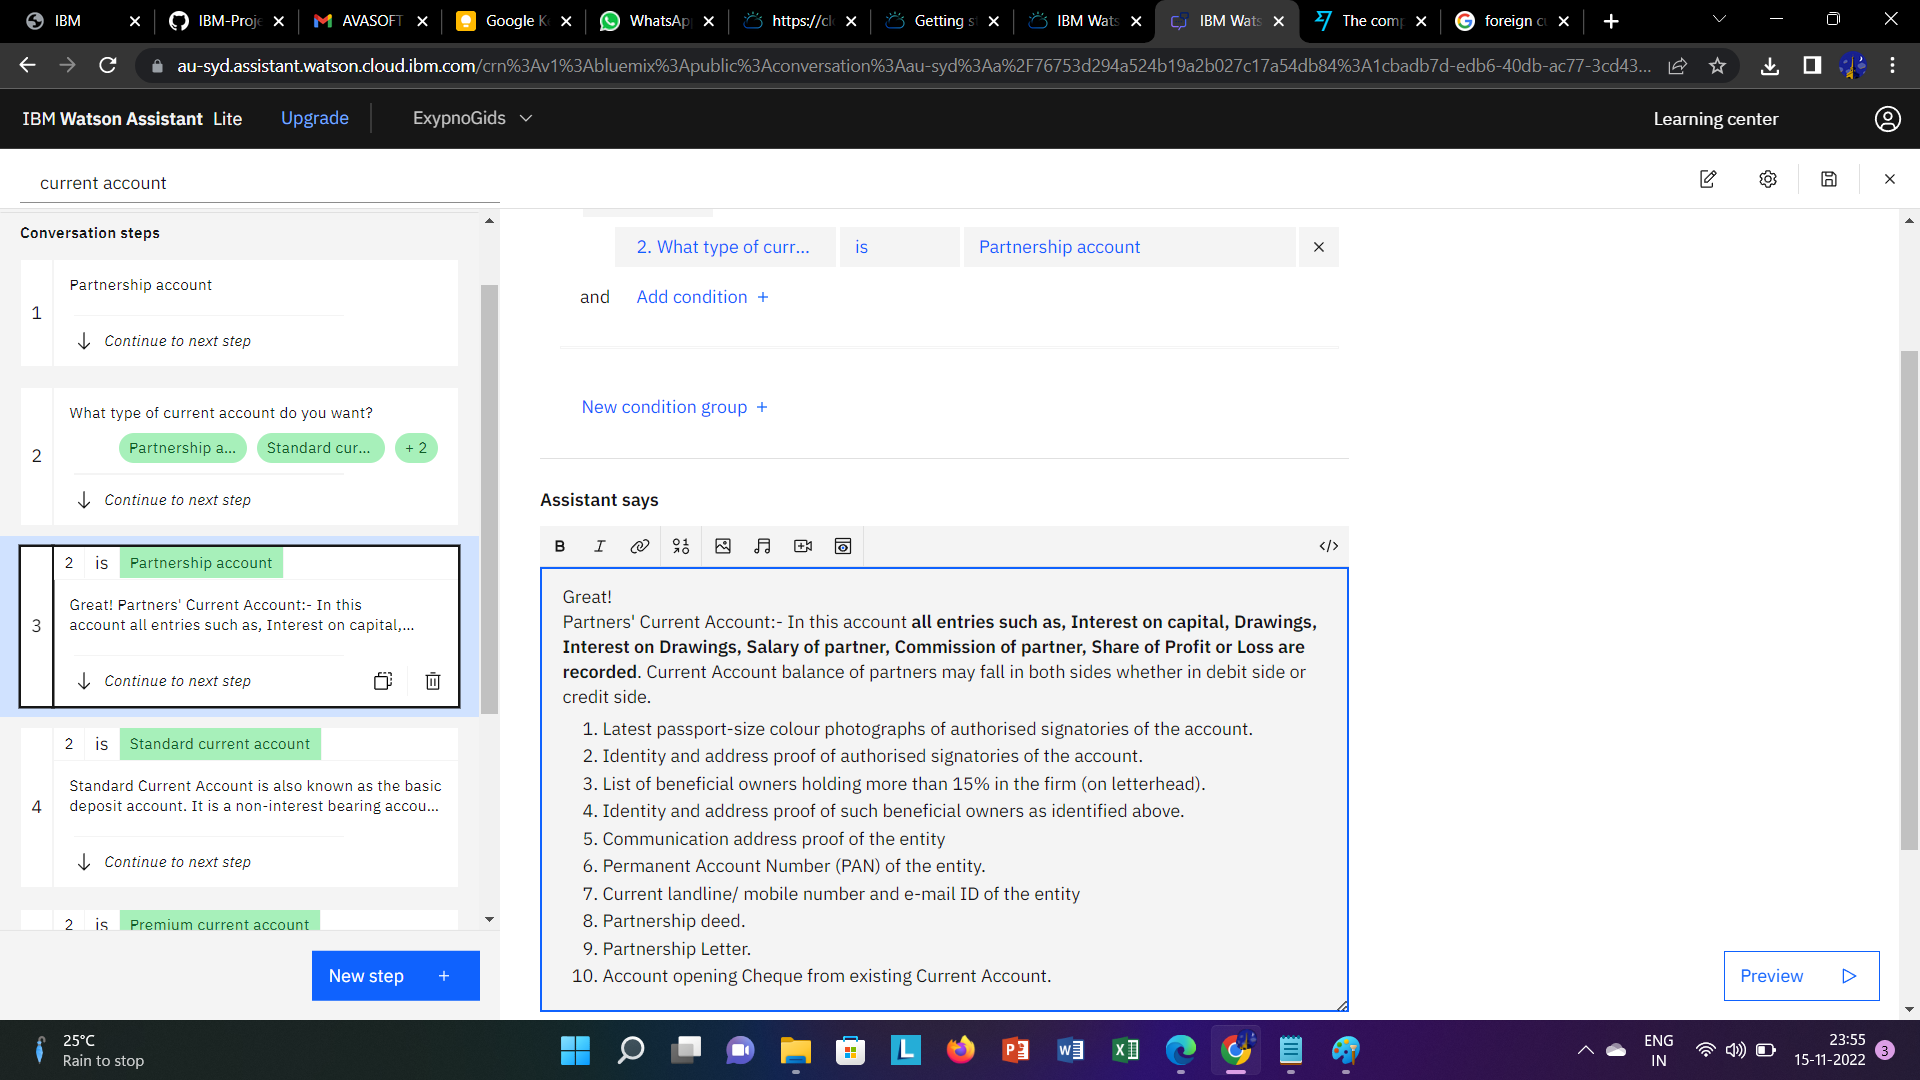 IBM
IBM-Proje
AVASOFT
Google Ke
WhatsApp
https://cl
Getting s
IBM Wats
IBM Wats
The comp
foreign cu
au-syd.assistant.watson.cloud.ibm.com/crn%3Av1%3Abluemix%3Apublic%3Aconversation%3Aau-syd%3Aa%2F76753d294a524b19a2b027c17a54db84%3A1cbadb7d-edb6-40db-ac77-3cd43...
IBM Watson Assistant Lite
Upgrade
ExypnoGids
Learning center
current account
Conversation steps
1
Partnership account
Continue to next step
2
What type of current account do you want?
Partnership a...
Standard cur...
+ 2
Continue to next step
3
2 is Partnership account
Great! Partners' Current Account:- In this
account all entries such as, Interest on capital,...
Continue to next step
4
2 is Standard current account
Standard Current Account is also known as the basic
deposit account. It is a non-interest bearing accou...
Continue to next step
2 is Premium current account
New step +
2. What type of curr...
is
Partnership account
and
Add condition +
New condition group +
Assistant says
B I
</>
Great!
Partners' Current Account:- In this account all entries such as, Interest on capital, Drawings,
Interest on Drawings, Salary of partner, Commission of partner, Share of Profit or Loss are
recorded. Current Account balance of partners may fall in both sides whether in debit side or
credit side.
1. Latest passport-size colour photographs of authorised signatories of the account.
2. Identity and address proof of authorised signatories of the account.
3. List of beneficial owners holding more than 15% in the firm (on letterhead).
4. Identity and address proof of such beneficial owners as identified above.
5. Communication address proof of the entity
6. Permanent Account Number (PAN) of the entity.
7. Current landline/ mobile number and e-mail ID of the entity
8. Partnership deed.
9. Partnership Letter.
10. Account opening Cheque from existing Current Account.
Preview
25°C
Rain to stop
ENG
IN
23:55
15-11-2022
3